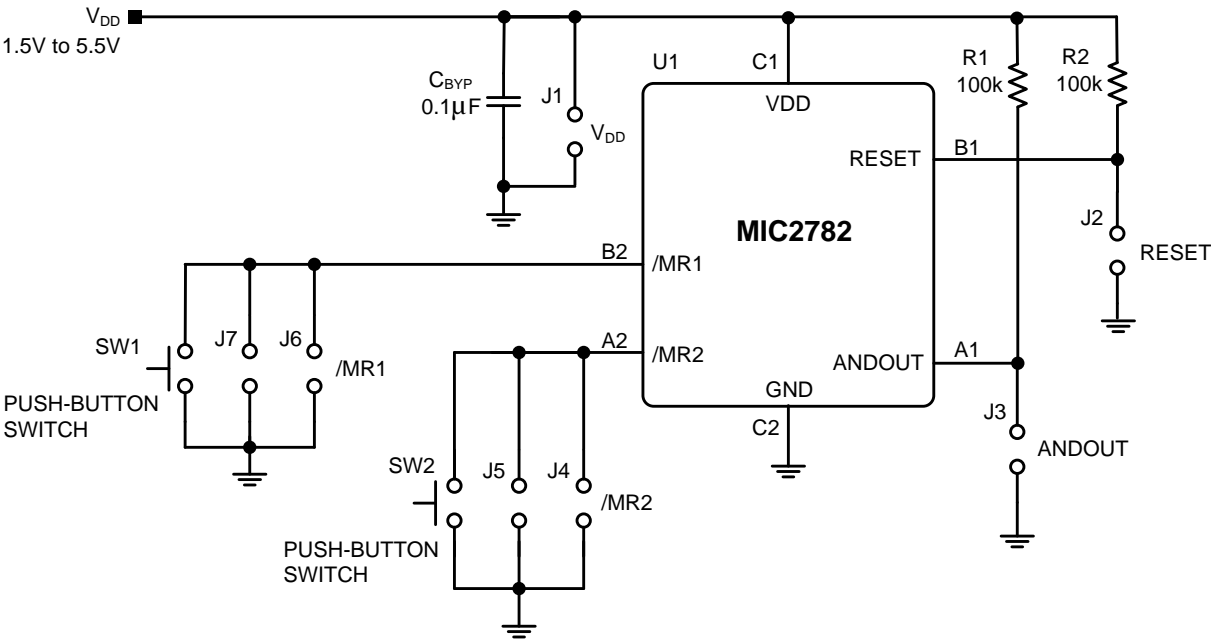 VDD
1.5V to 5.5V
CBYP
0.1µF
J1
VDD
U1
C1
VDD
R1
100k
R2
100k
RESET
B1
MIC2782
J2
RESET
B2
/MR1
SW1
J7
J6
/MR1
PUSH-BUTTON
SWITCH
A2
/MR2
ANDOUT
A1
GND
C2
J3
ANDOUT
SW2
J5
J4
/MR2
PUSH-BUTTON
SWITCH